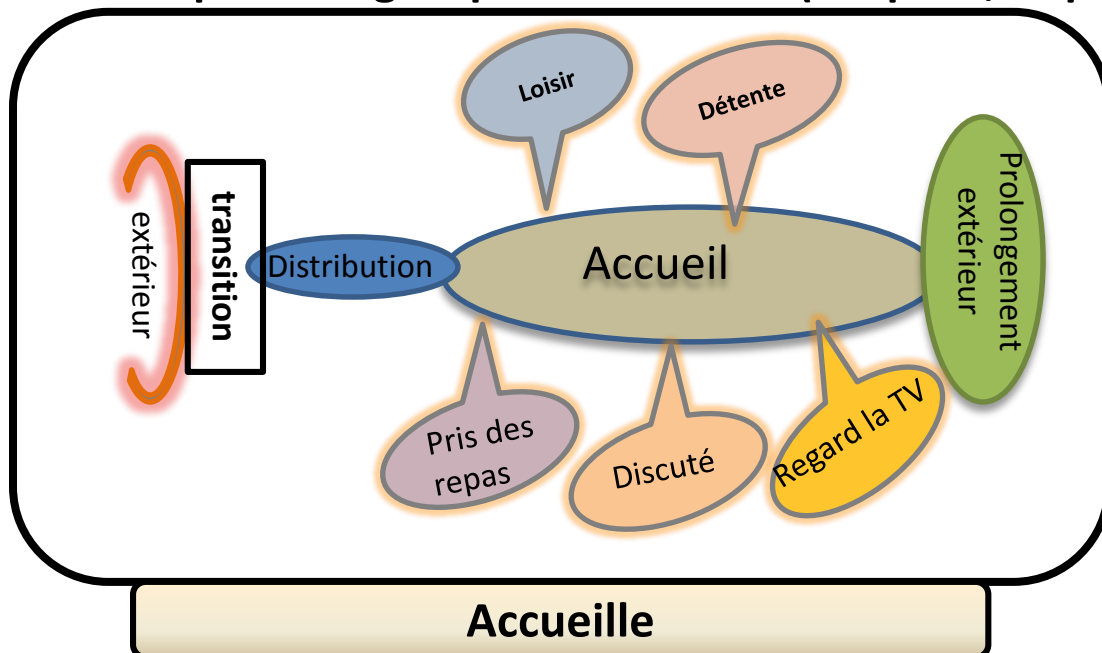 Loisir
Détente
extérieur
transition
Distribution
Accueil
Prolongement
extérieur
Pris des
repas
Discuté
Regard la TV
Accueille